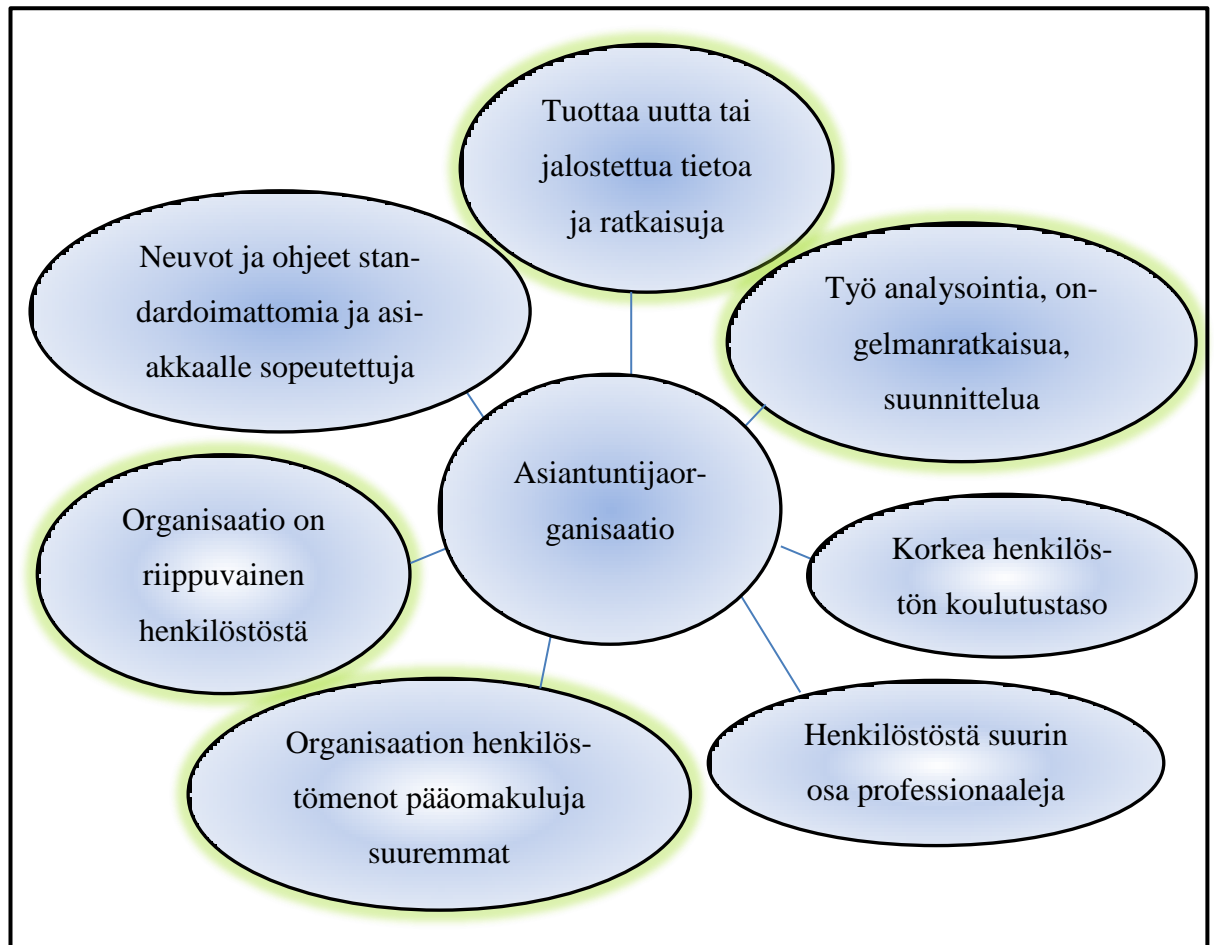 Tuottaa uutta tai
jalostettua tietoa
ja ratkaisuja
Neuvot ja ohjeet stan-
dardoimattomia ja asi-
akkaalle sopeutettuja
Työ analysointia, on-
gelmanratkaisua,
suunnittelua
Asiantuntijaor-
ganisaatio
Organisaatio on
riippuvainen
henkilöstöstä
Korkea henkilös-
tön koulutustaso
Organisaation henkilös-
tömenot pääomakuluja
suuremmat
Henkilöstöstä suurin
osa professionaaleja